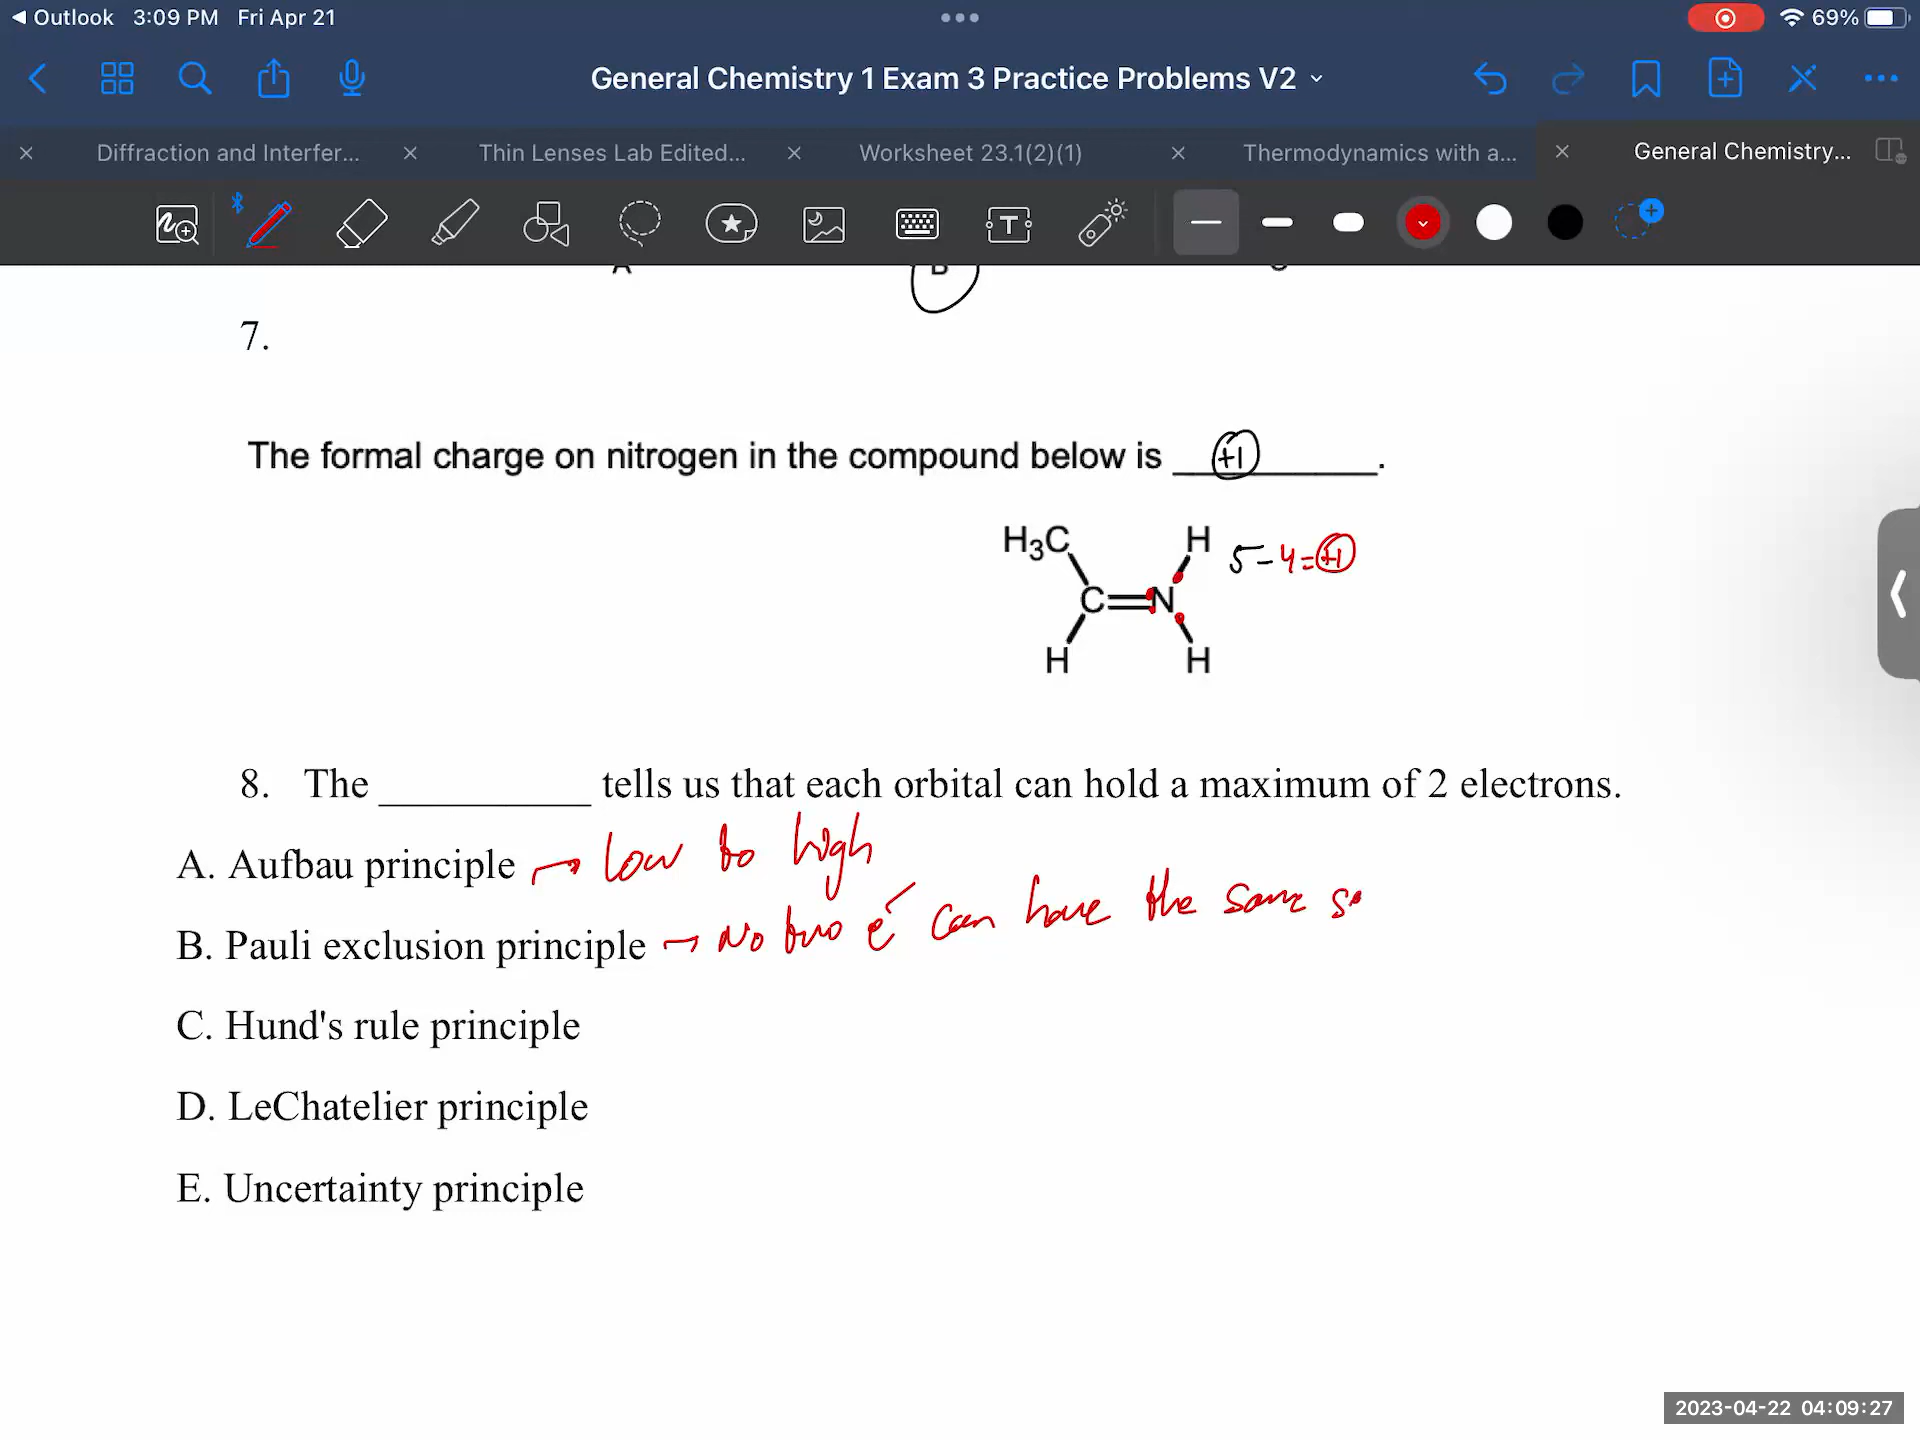 Outlook 3:09 PM Fri Apr 21
69%
General Chemistry 1 Exam 3 Practice Problems V2
Diffraction and Interfer...
Thin Lenses Lab Edited...
Worksheet 23.1(2)(1)
Thermodynamics with a...
General Chemistry...
A B
7.
The formal charge on nitrogen in the compound below is +1.
H₃C H 5-4=+1
C=N
H H
8. The __________ tells us that each orbital can hold a maximum of 2 electrons.
A. Aufbau principle → low to high
B. Pauli exclusion principle → No two e⁻ can have the same s
C. Hund's rule principle
D. LeChatelier principle
E. Uncertainty principle
2023-04-22 04:09:27